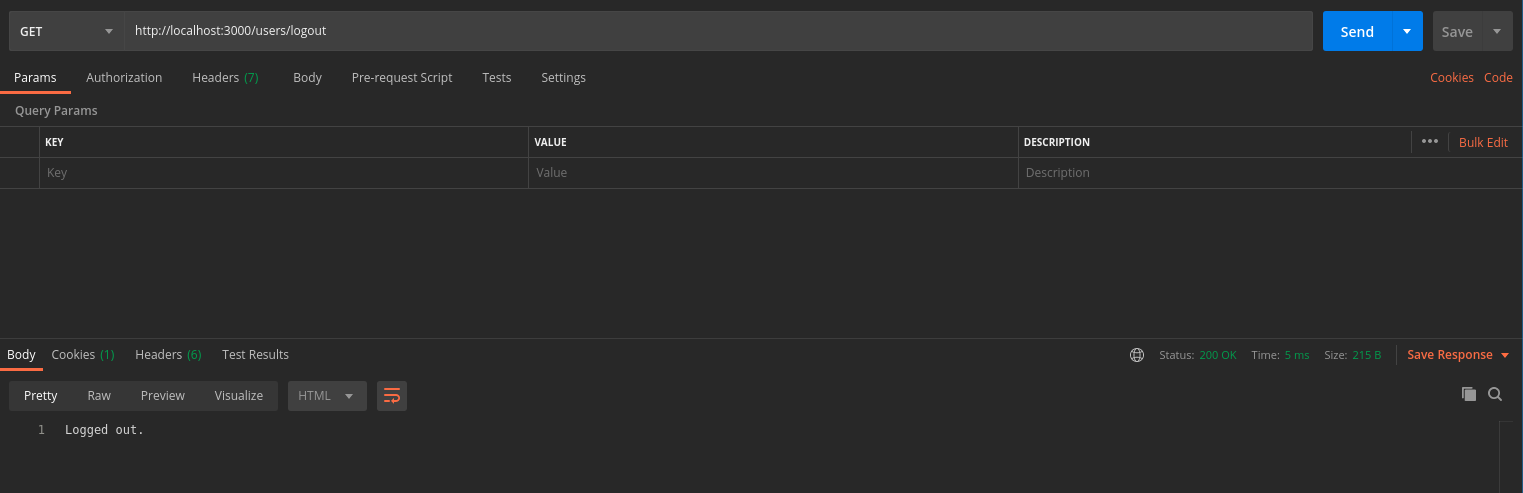 GET http://localhost:3000/users/logout Send Save
Params Authorization Headers (7) Body Pre-request Script Tests Settings Cookies Code
Query Params
KEY VALUE DESCRIPTION ••• Bulk Edit
Key Value Description
Body Cookies (1) Headers (6) Test Results Status: 200 OK Time: 5 ms Size: 215 B Save Response
Pretty Raw Preview Visualize HTML
1 Logged out.